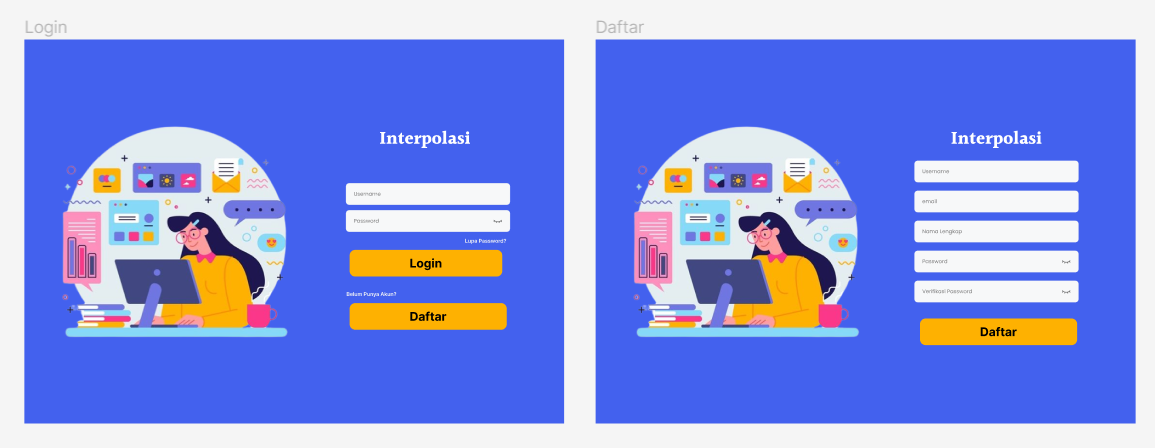 Login
Interpolasi
Username
Password
Lupa Password?
Login
Belum Punya Akun?
Daftar
Daftar
Interpolasi
Username
email
Nama Lengkap
Password
Verifikasi Password
Daftar